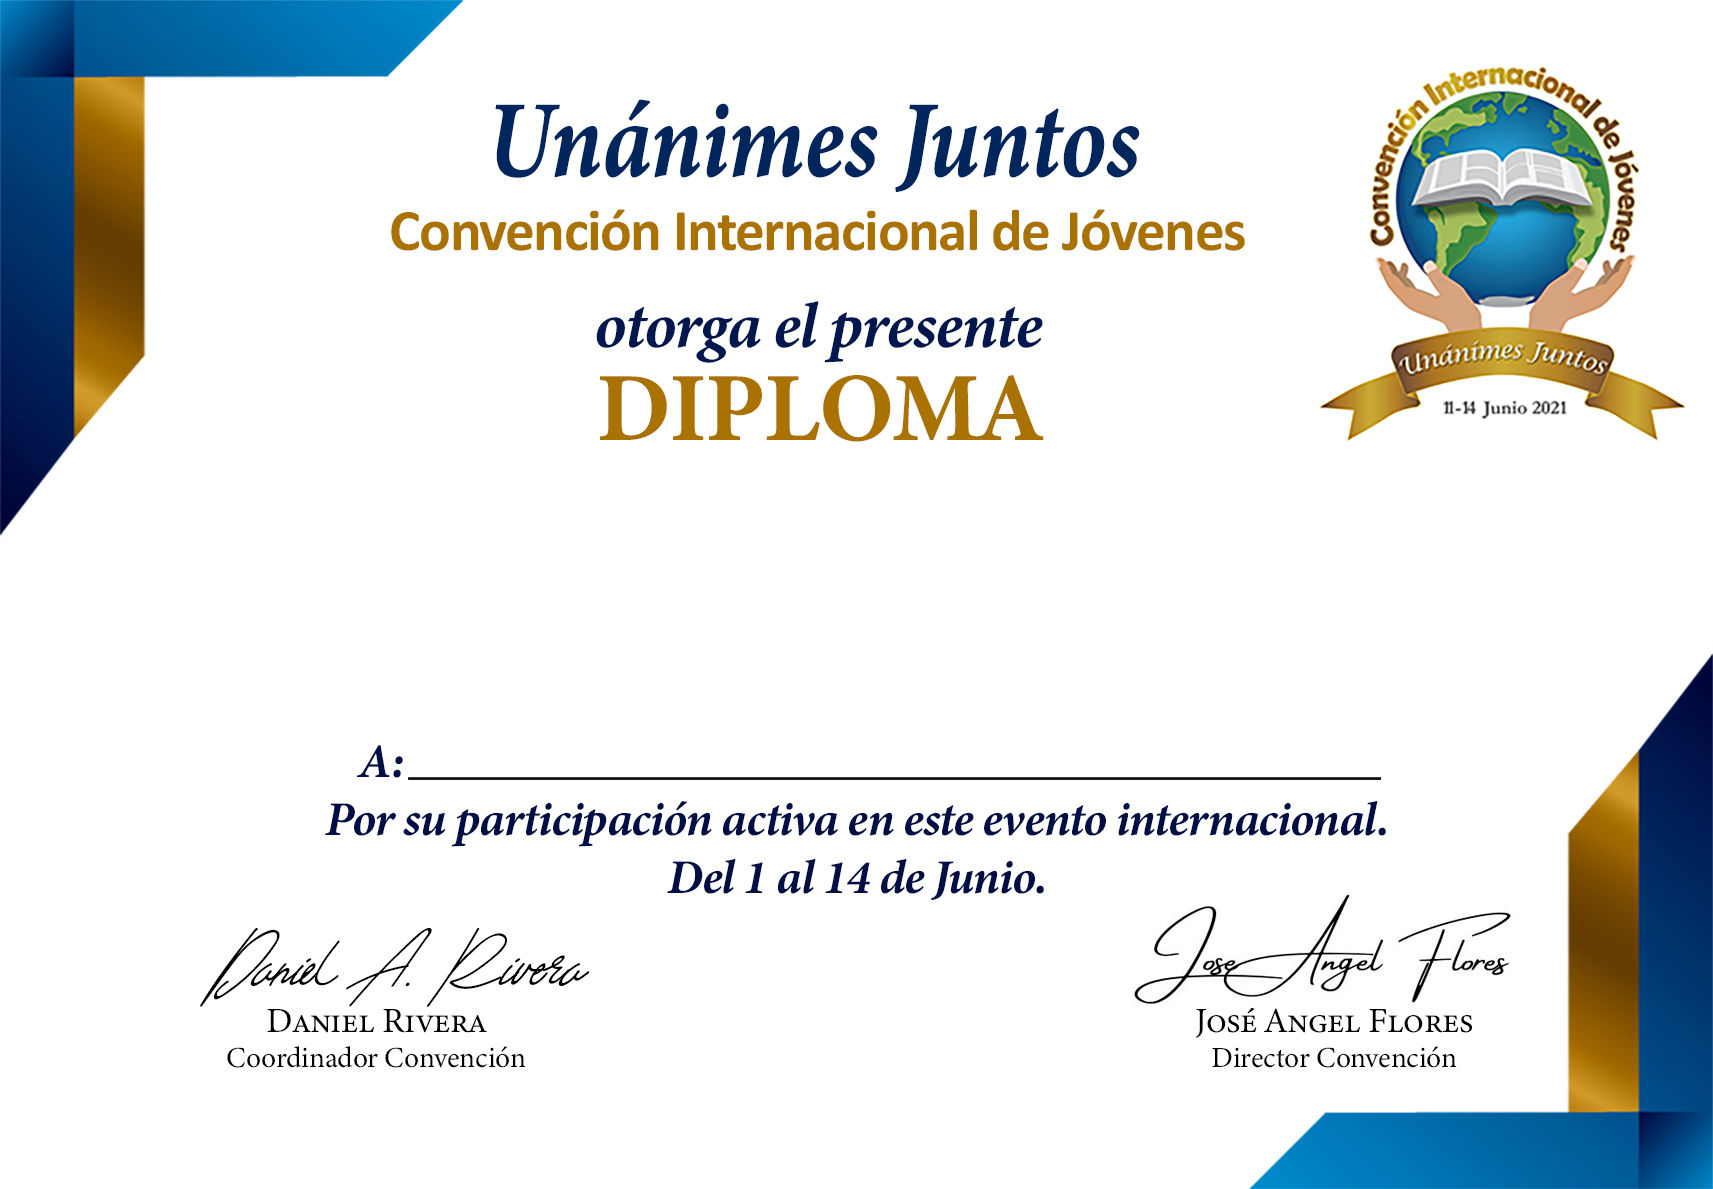 Unánimes Juntos
Convención Internacional de Jóvenes
otorga el presente
DIPLOMA
Convención Internacional de Jóvenes
Unánimes Juntos
11-14 Junio 2021
A:
Por su participación activa en este evento internacional.
Del 1 al 14 de Junio.
Daniel A. Rivera
DANIEL RIVERA
Coordinador Convención
Jose Angel Flores
JOSÉ ANGEL FLORES
Director Convención